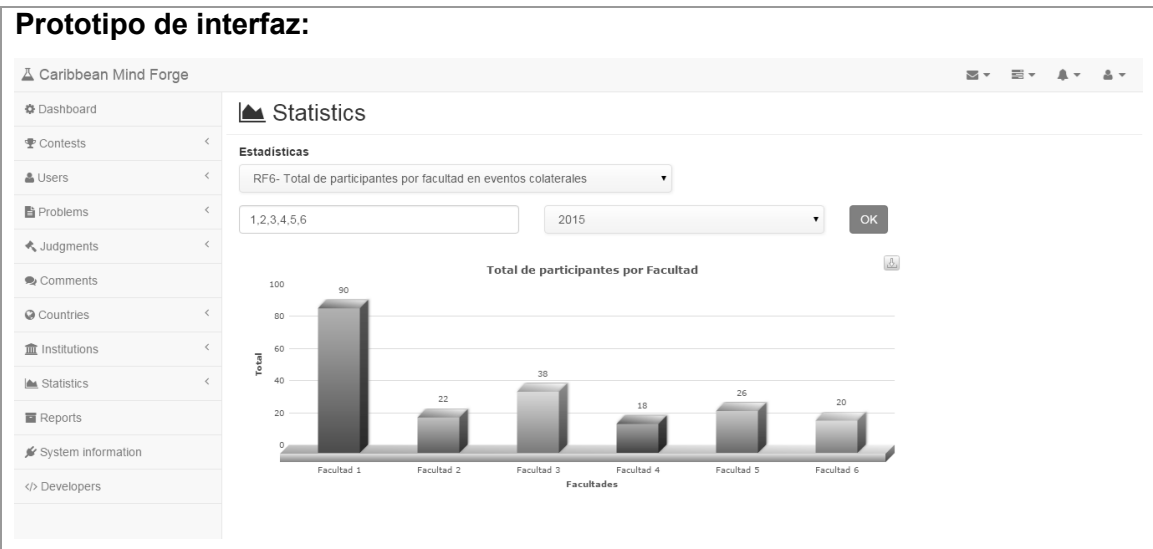 Prototipo de interfaz:
Caribbean Mind Forge
Dashboard
Contests
Users
Problems
Judgments
Comments
Countries
Institutions
Statistics
Reports
System information
Developers
Statistics
Estadísticas
RF6- Total de participantes por facultad en eventos colaterales
1,2,3,4,5,6
2015
OK
Total de participantes por Facultad
Total
100
80
60
40
20
0
90
22
38
18
26
20
Facultad 1
Facultad 2
Facultad 3
Facultad 4
Facultad 5
Facultad 6
Facultades